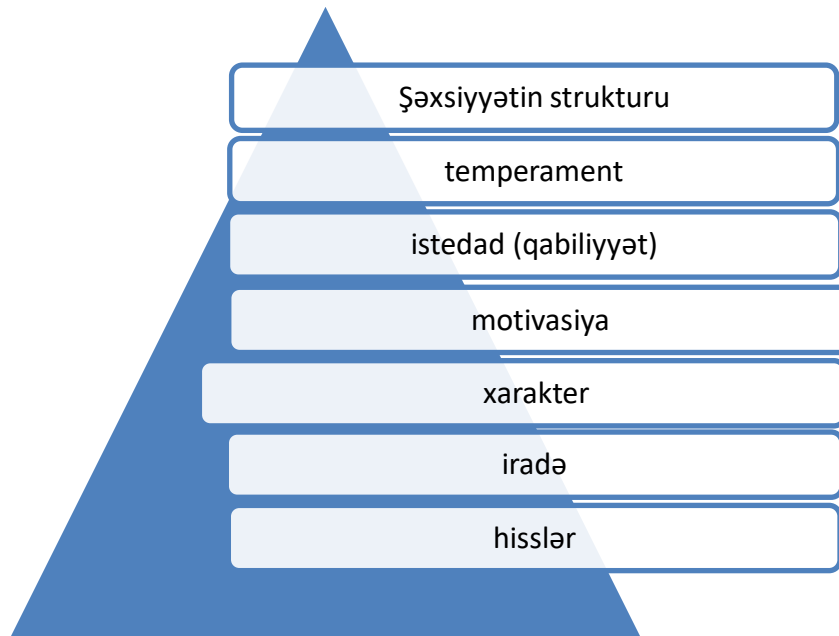 Şəxsiyyətin strukturu
temperament
istedad (qabiliyyət)
motivasiya
xarakter
iradə
hisslər